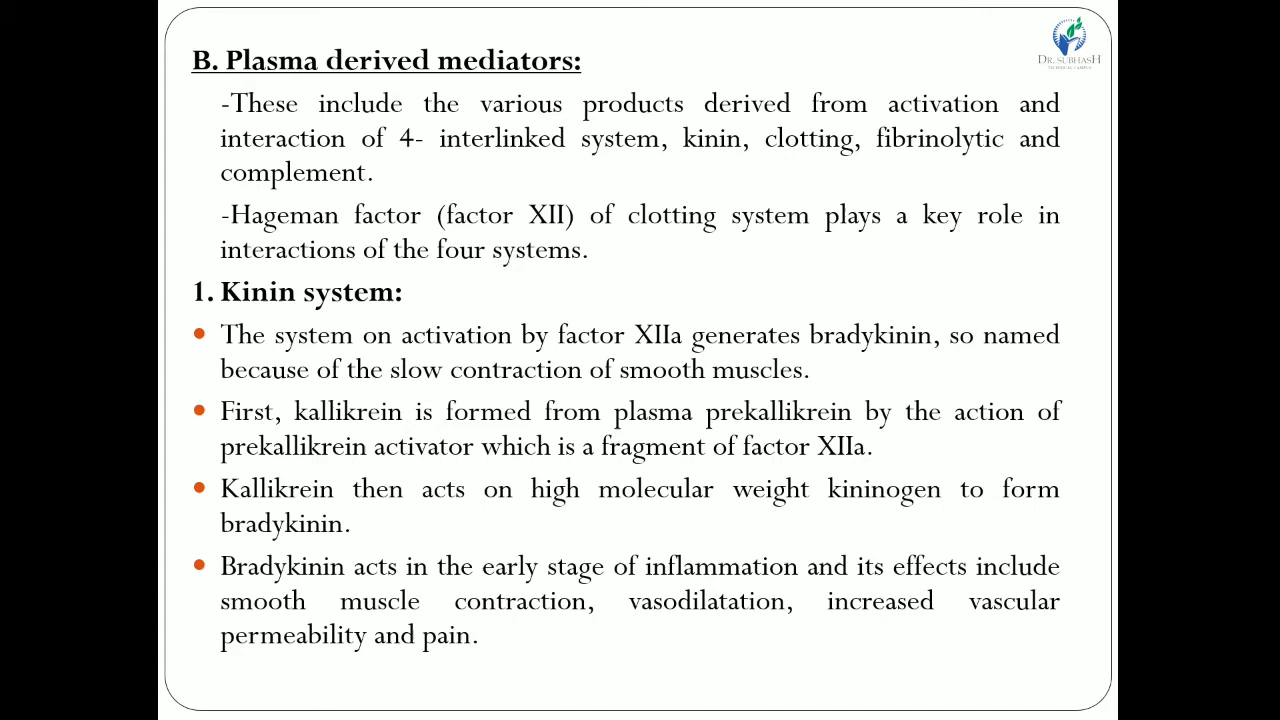 B. Plasma derived mediators:
DR. SUBHASH
TECHNICAL CAMPUS
-These include the various products derived from activation and
interaction of 4- interlinked system, kinin, clotting, fibrinolytic and
complement.
-Hageman factor (factor XII) of clotting system plays a key role in
interactions of the four systems.
1. Kinin system:
• The system on activation by factor XIIa generates bradykinin, so named
because of the slow contraction of smooth muscles.
• First, kallikrein is formed from plasma prekallikrein by the action of
prekallikrein activator which is a fragment of factor XIIa.
• Kallikrein then acts on high molecular weight kininogen to form
bradykinin.
• Bradykinin acts in the early stage of inflammation and its effects include
smooth muscle contraction, vasodilatation, increased vascular
permeability and pain.